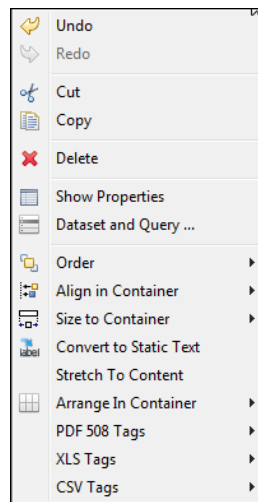 Undo
Redo
Cut
Copy
Delete
Show Properties
Dataset and Query ...
Order
Align in Container
Size to Container
label Convert to Static Text
Stretch To Content
Arrange In Container
PDF 508 Tags
XLS Tags
CSV Tags